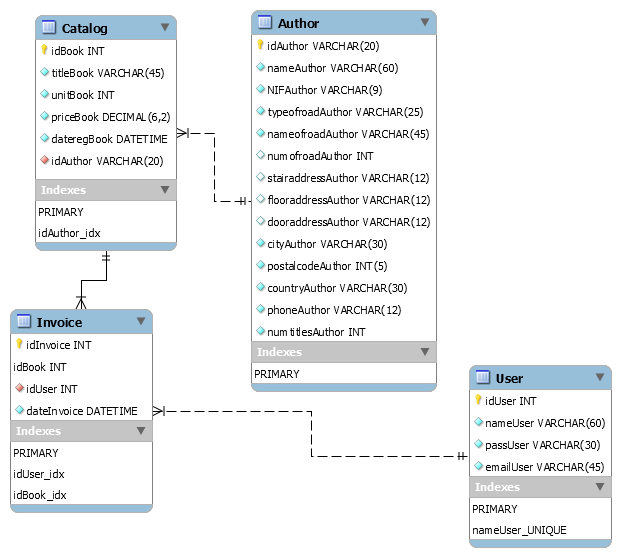 Catalog
idBook INT
titleBook VARCHAR(45)
unitBook INT
priceBook DECIMAL(6,2)
dateregBook DATETIME
idAuthor VARCHAR(20)
Indexes
PRIMARY
idAuthor_idx
Author
idAuthor VARCHAR(20)
nameAuthor VARCHAR(60)
NIFAuthor VARCHAR(9)
typeofroadAuthor VARCHAR(25)
nameofroadAuthor VARCHAR(45)
numofroadAuthor INT
stairaddressAuthor VARCHAR(12)
flooraddressAuthor VARCHAR(12)
dooraddressAuthor VARCHAR(12)
cityAuthor VARCHAR(30)
postalcodeAuthor INT(5)
countryAuthor VARCHAR(30)
phoneAuthor VARCHAR(12)
numtitlesAuthor INT
Indexes
PRIMARY
Invoice
idInvoice INT
idBook INT
idUser INT
dateInvoice DATETIME
Indexes
PRIMARY
idUser_idx
idBook_idx
User
idUser INT
nameUser VARCHAR(60)
passUser VARCHAR(30)
emailUser VARCHAR(45)
Indexes
PRIMARY
nameUser_UNIQUE